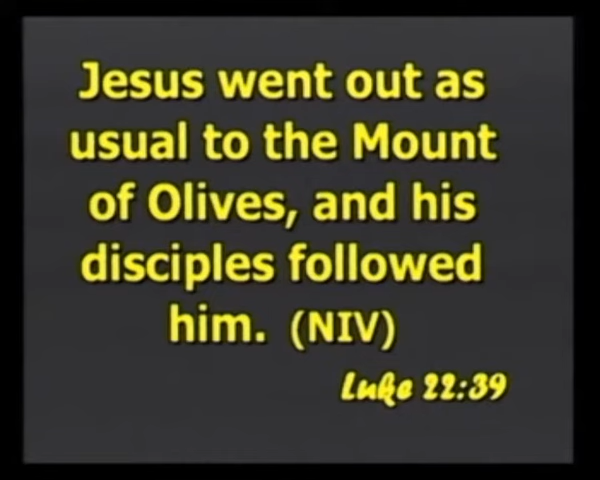 Jesus went out as
usual to the Mount
of Olives, and his
disciples followed
him. (NIV)
Luke 22:39